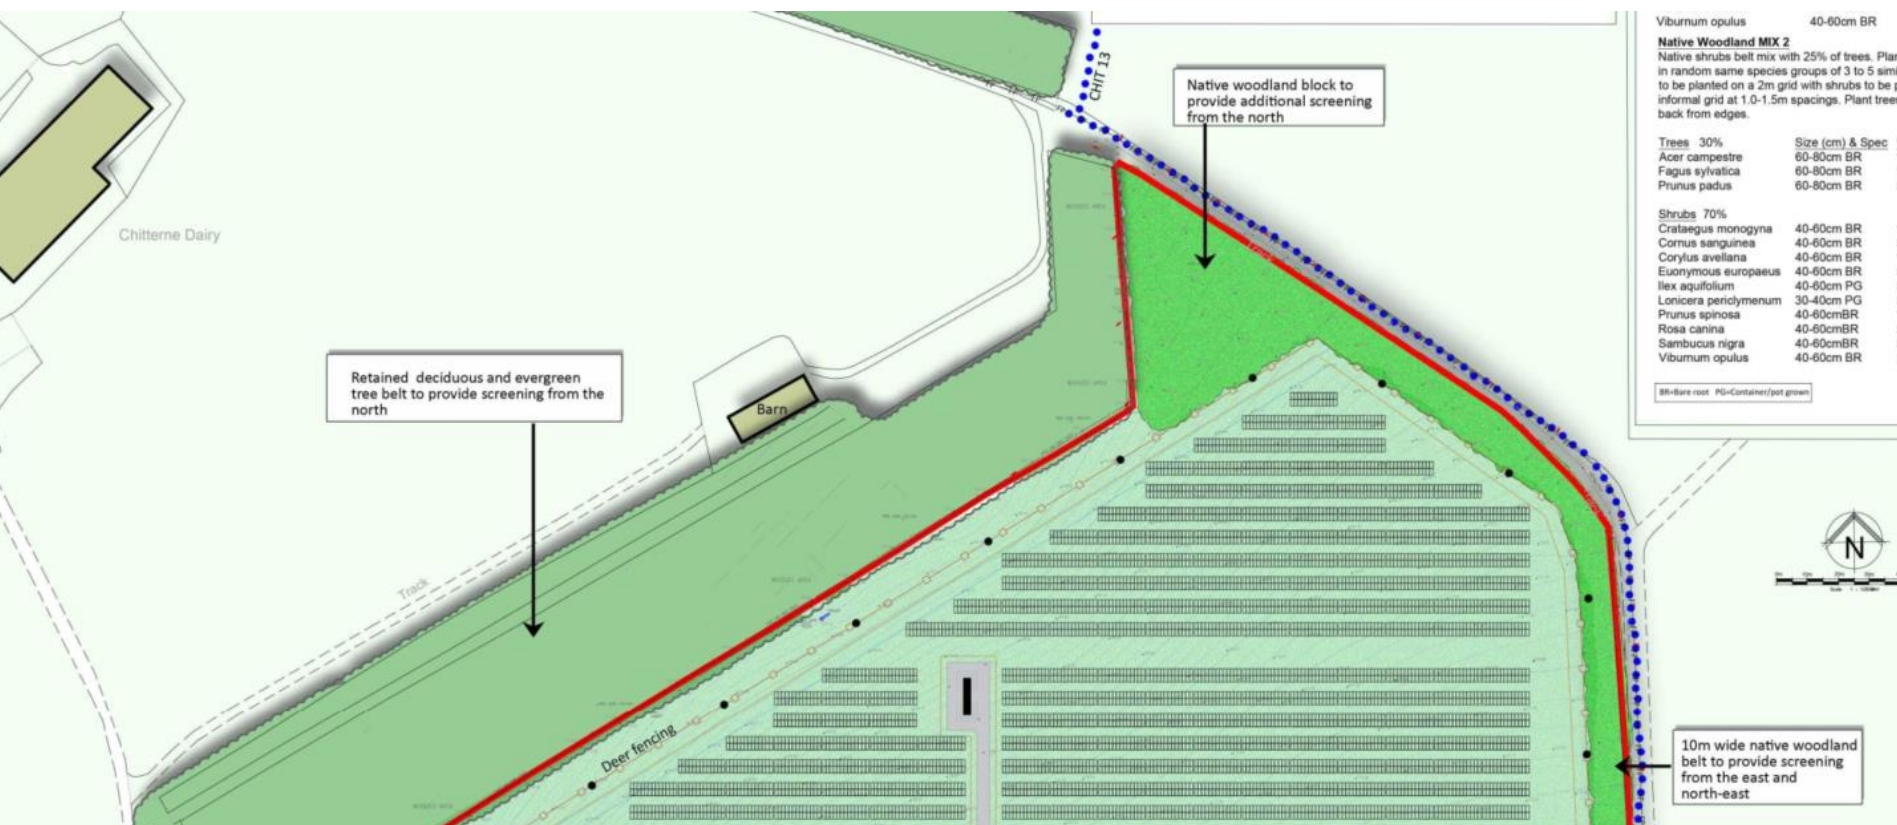 Viburnum opulus 40-60cm BR
Native Woodland MIX 2
Native shrubs belt mix with 25% of trees.
in random same species groups of 3 to 5
to be planted on a 2m grid with shrubs to be
informal grid at 1.0-1.5m spacings. Plant
back from edges.
Trees 30% Size (cm) & Spec
Acer campestre 60-80cm BR
Fagus sylvatica 60-80cm BR
Prunus padus 60-80cm BR
Shrubs 70%
Crataegus monogyna 40-60cm BR
Cornus sanguinea 40-60cm BR
Corylus avellana 40-60cm BR
Euonymous europaeus 40-60cm BR
Ilex aquifolium 40-60cm PG
Lonicera periclymenum 30-40cm PG
Prunus spinosa 40-60cmBR
Rosa canina 40-60cmBR
Sambucus nigra 40-60cmBR
Viburnum opulus 40-60cm BR
BR=Bare root PG=Container/pot grown
CHIT 13
Native woodland block to
provide additional screening
from the north
Chitterne Dairy
Track
Retained deciduous and evergreen
tree belt to provide screening from the
north
Barn
Track
Deer fencing
N
10m wide native woodland
belt to provide screening
from the east and
north-east